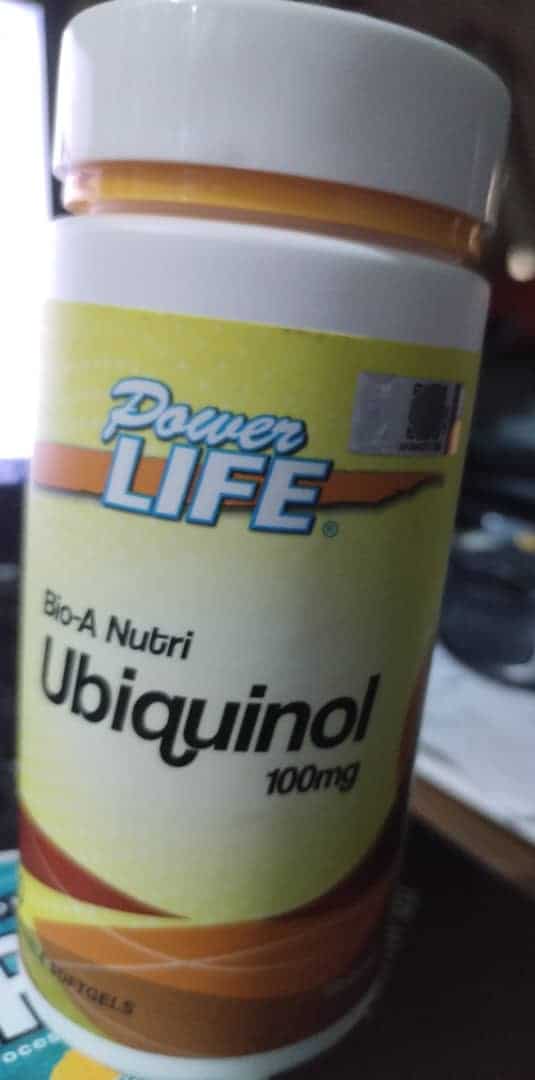 Power
LIFE®
Bio-A Nutri
Ubiquinol
100mg
SOFTGELS